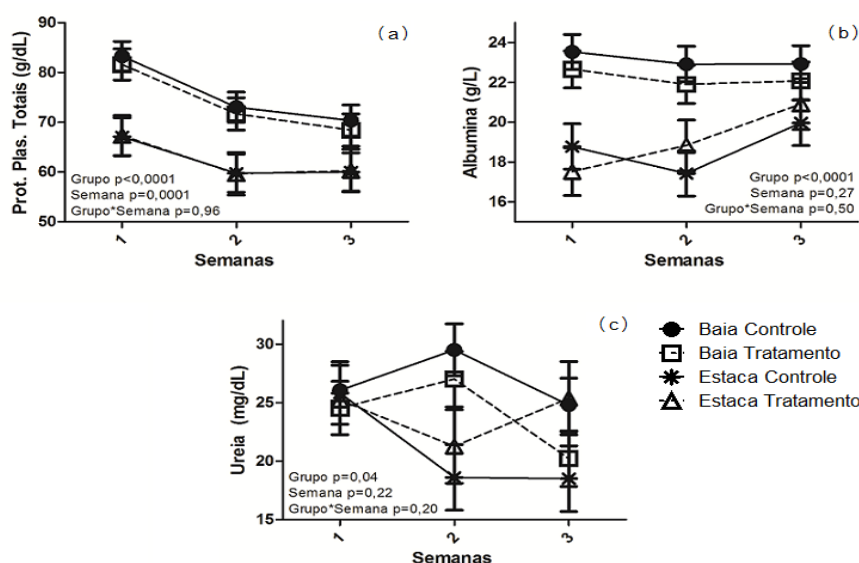 (a)
Prot. Plas. Totais (g/dL)
90
80
70
60
50
Grupo p<0,0001
Semana p=0,0001
Grupo*Semana p=0,96
1
2
3
Semanas
(b)
Albumina (g/L)
24
22
20
18
16
Grupo p<0,0001
Semana p=0,27
Grupo*Semana p=0,50
1
2
3
Semanas
(c)
Ureia (mg/dL)
30
25
20
15
Grupo p=0,04
Semana p=0,22
Grupo*Semana p=0,20
1
2
3
Semanas
Baia Controle
Baia Tratamento
Estaca Controle
Estaca Tratamento